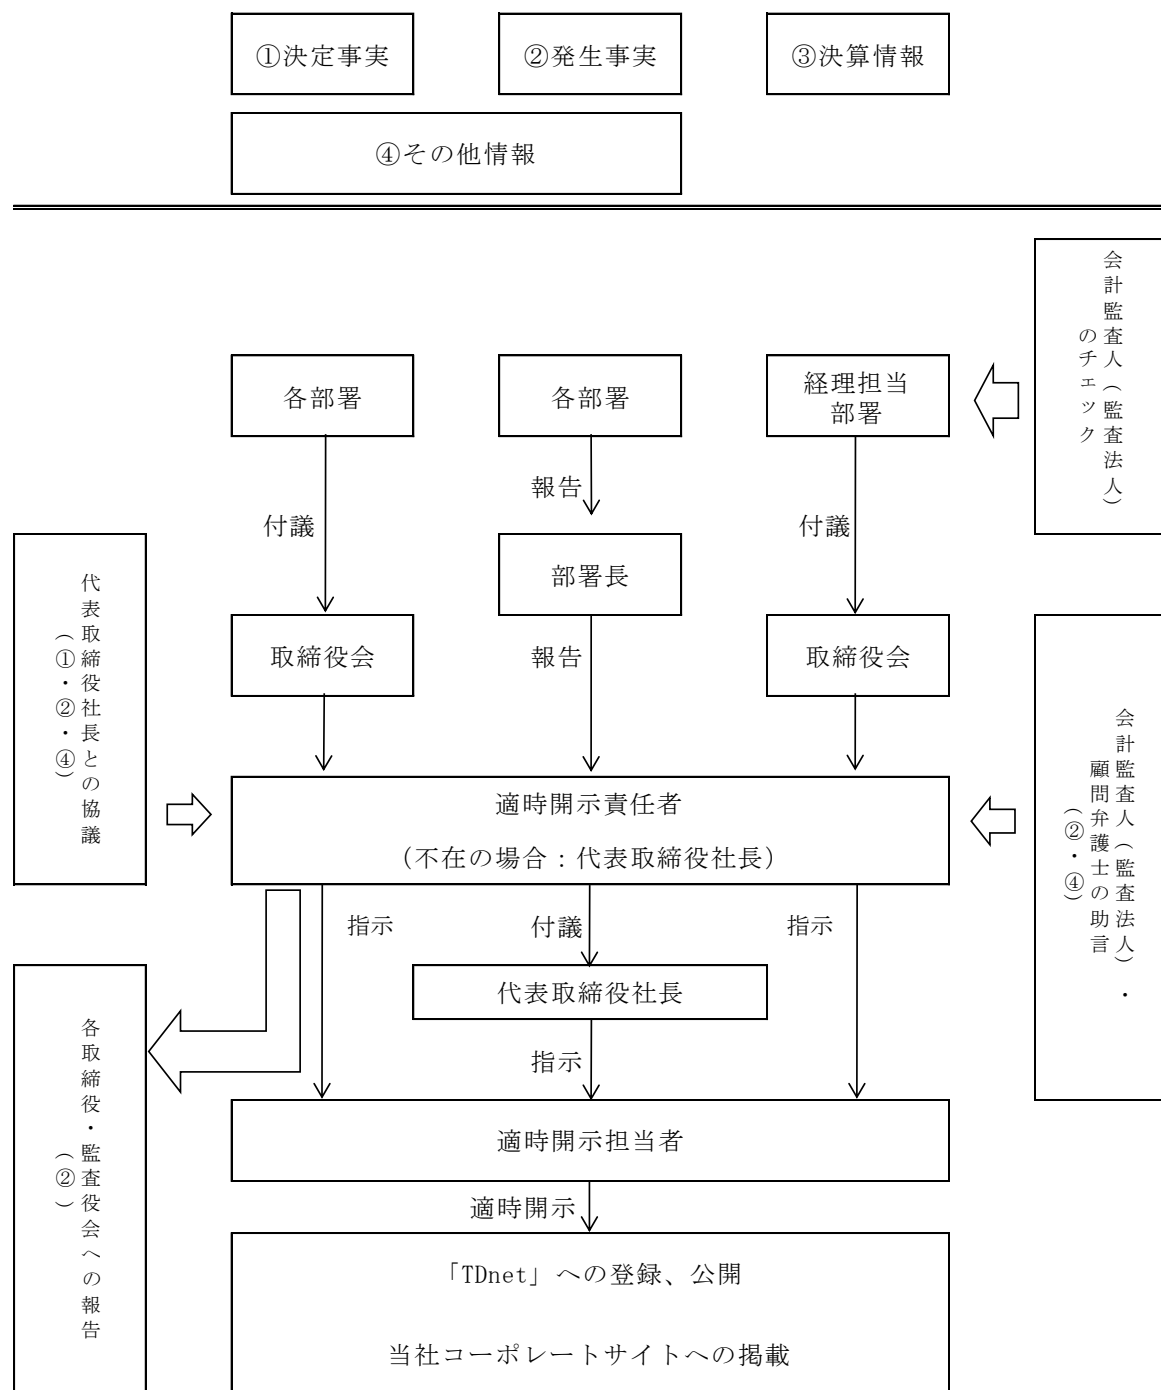 ①決定事実
②発生事実
③決算情報
④その他情報
会計監査人（監査法人）
のチェック
各部署
各部署
経理担当
部署
報告
付議
付議
部署長
代表取締役社長との協議
（①・②・④）
取締役会
報告
取締役会
会計監査人（監査法人）・
顧問弁護士の助言
（②・④）
適時開示責任者
（不在の場合：代表取締役社長）
指示
付議
指示
代表取締役社長
各取締役・監査役会への報告
（②）
指示
適時開示担当者
適時開示
「TDnet」への登録、公開
当社コーポレートサイトへの掲載